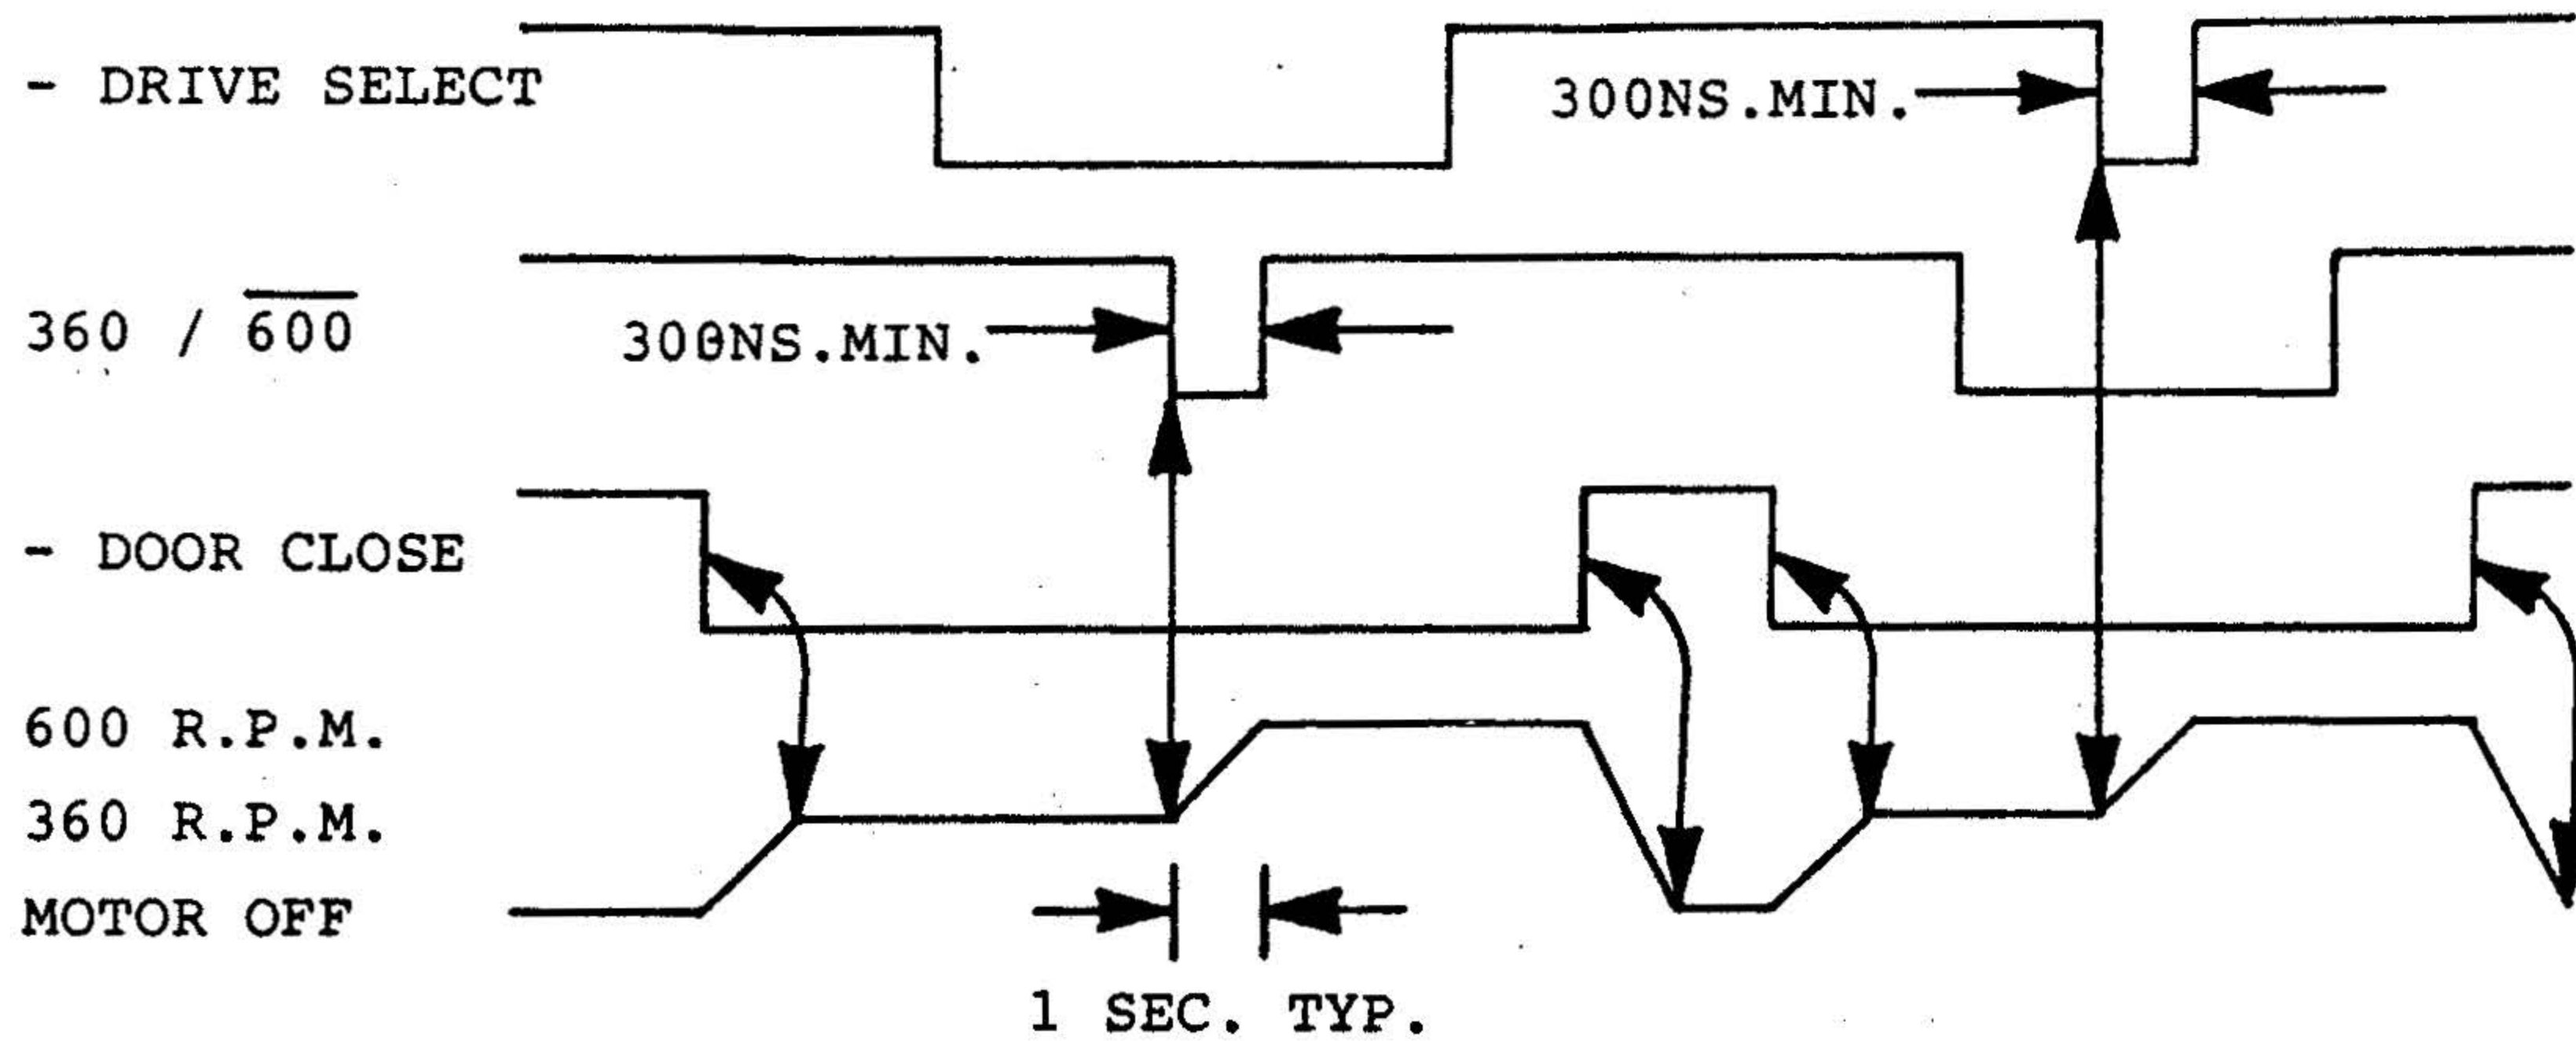 - DRIVE SELECT
300NS.MIN.
360 / 600
300NS.MIN.
- DOOR CLOSE
600 R.P.M.
360 R.P.M.
MOTOR OFF
1 SEC. TYP.